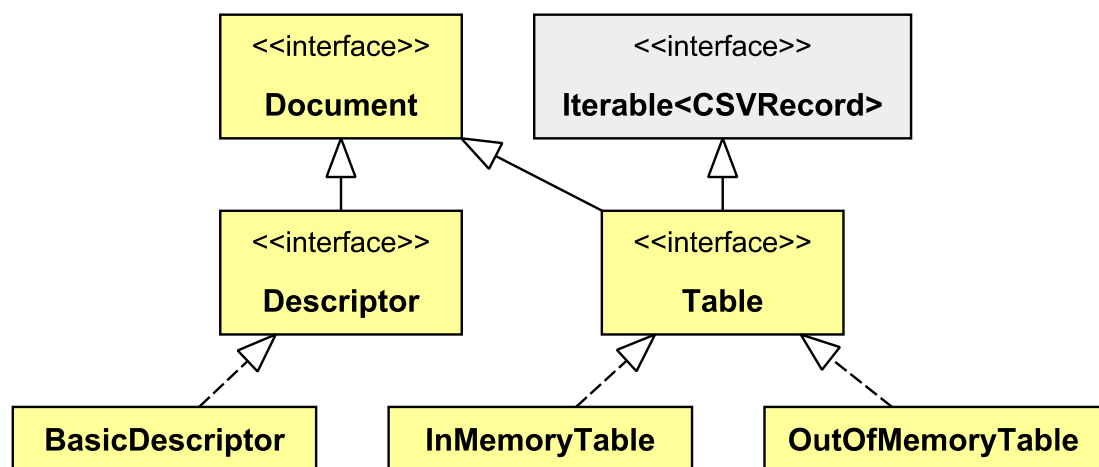 <<interface>>
Document
<<interface>>
Iterable<CSVRecord>
<<interface>>
Descriptor
<<interface>>
Table
BasicDescriptor
InMemoryTable
OutOfMemoryTable